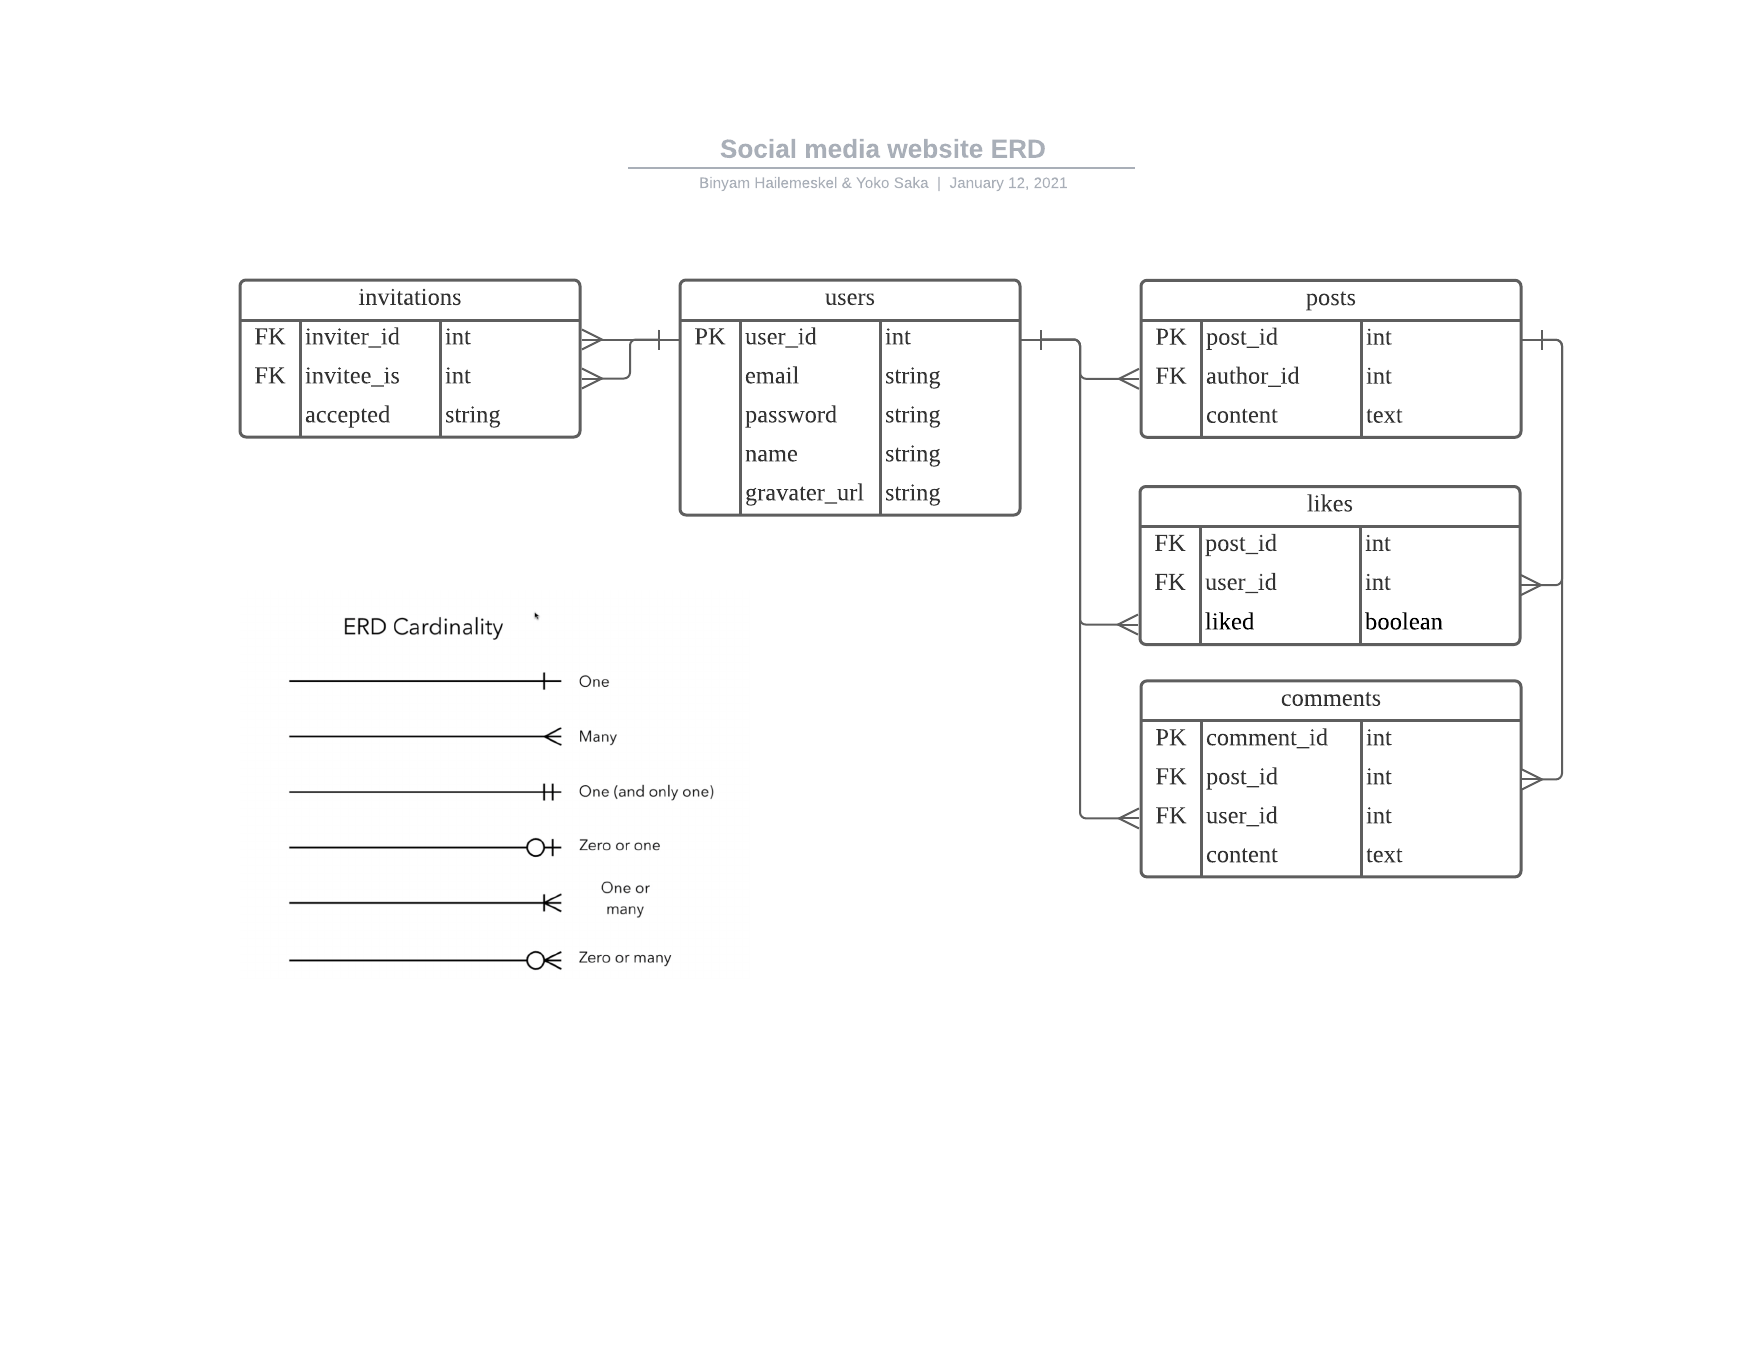 Social media website ERD
Binyam Hailemeskel & Yoko Saka | January 12, 2021
invitations
FK inviter_id int
FK invitee_is int
accepted string
users
PK user_id int
email string
password string
name string
gravater_url string
posts
PK post_id int
FK author_id int
content text
likes
FK post_id int
FK user_id int
liked boolean
comments
PK comment_id int
FK post_id int
FK user_id int
content text
ERD Cardinality
One
Many
One (and only one)
Zero or one
One or
many
Zero or many